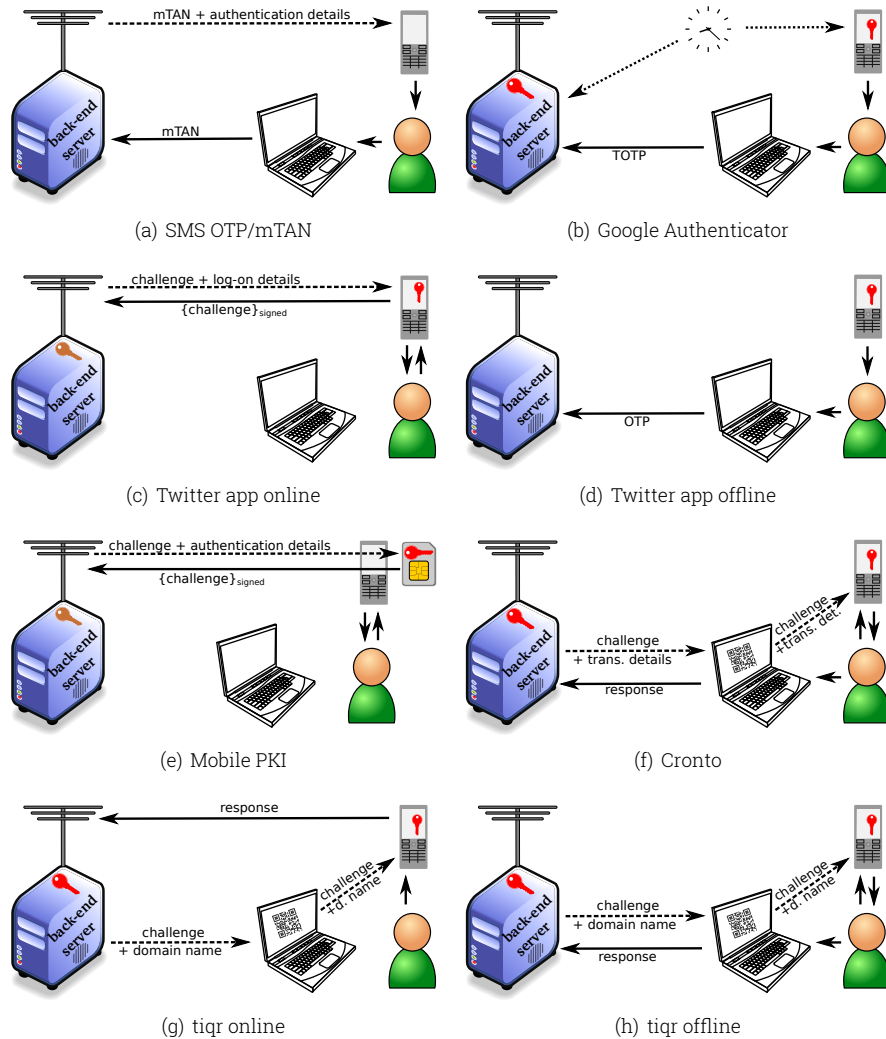 mTAN + authentication details
back-end
server
mTAN
(a) SMS OTP/mTAN
back-end
server
TOTP
(b) Google Authenticator
challenge + log-on details
{challenge}signed
back-end
server
(c) Twitter app online
back-end
server
OTP
(d) Twitter app offline
challenge + authentication details
{challenge}signed
back-end
server
(e) Mobile PKI
back-end
server
challenge
+ trans. details
response
challenge
+trans. det.
(f) Cronto
response
back-end
server
challenge
+ domain name
challenge
+d. name
(g) tiqr online
back-end
server
challenge
+ domain name
response
challenge
+d. name
(h) tiqr offline